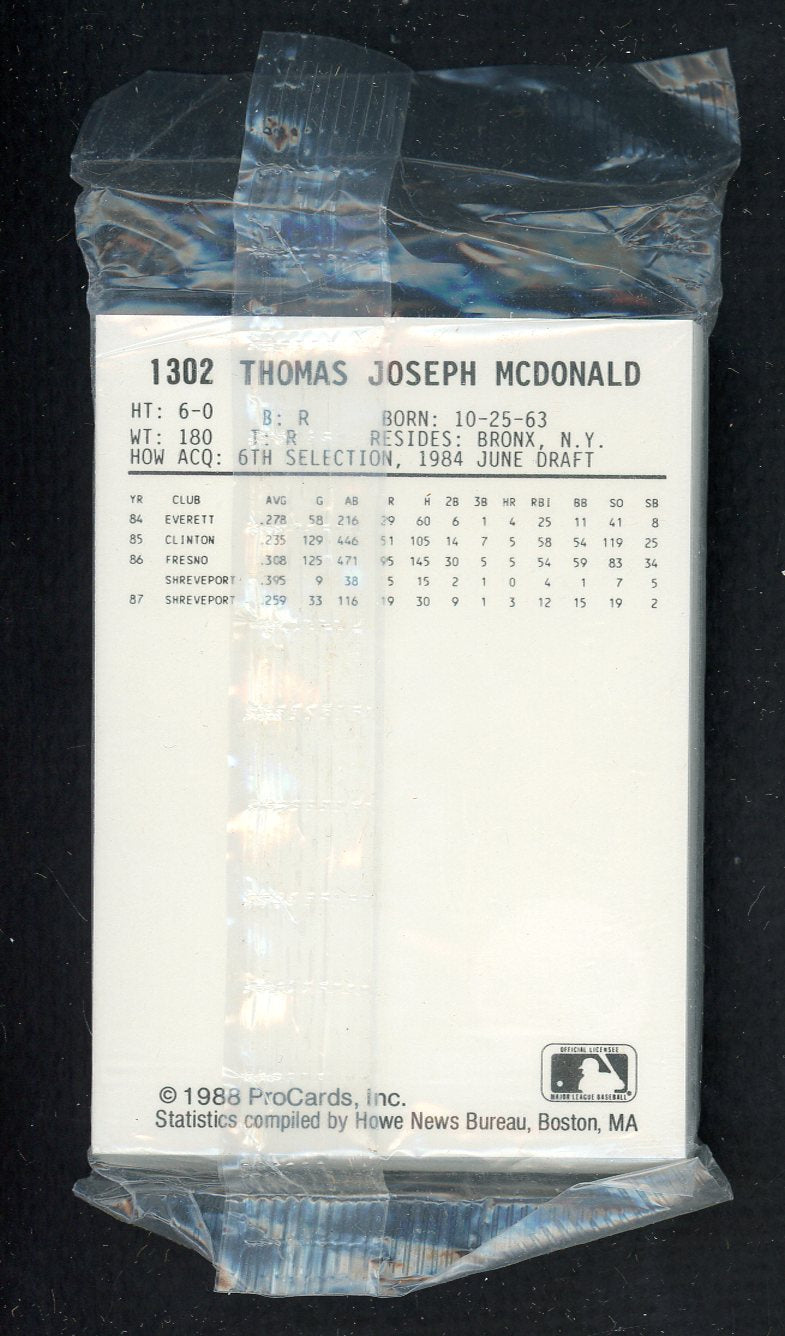 1302 THOMAS JOSEPH MCDONALD
HT: 6-0 B: R BORN: 10-25-63
WT: 180 T: R RESIDES: BRONX, N.Y.
HOW ACQ: 6TH SELECTION, 1984 JUNE DRAFT
YR CLUB AVG G AB R H 2B 3B HR RBI BB SO SB
84 EVERETT .278 58 216 39 60 6 1 4 25 11 41 8
85 CLINTON .235 129 446 51 105 14 7 5 58 54 119 25
86 FRESNO .308 125 471 95 145 30 5 5 54 59 83 34
SHREVEPORT .395 9 38 5 15 2 1 0 4 1 7 5
87 SHREVEPORT .259 33 116 19 30 9 1 3 12 15 19 2
OFFICIAL LICENSEE
MAJOR LEAGUE BASEBALL
© 1988 ProCards, Inc.
Statistics compiled by Howe News Bureau, Boston, MA